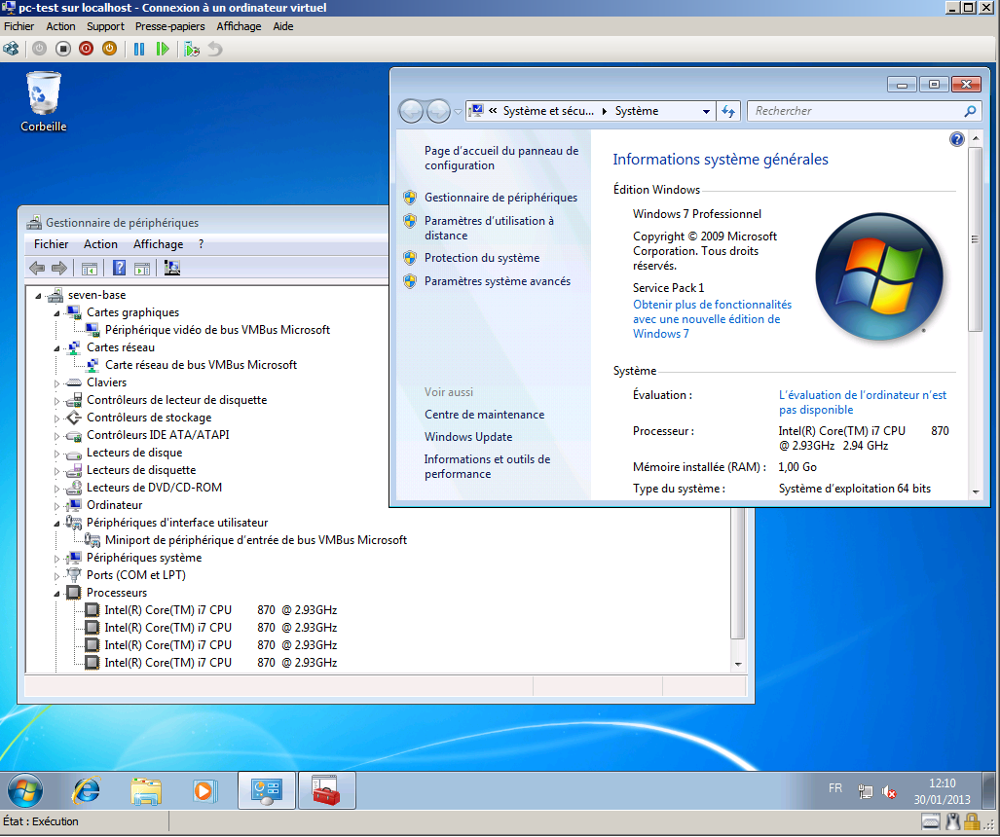 pc-test sur localhost - Connexion à un ordinateur virtuel
Fichier Action Support Presse-papiers Affichage Aide
Corbeille
« Système et sécu... Système
Rechercher
Page d'accueil du panneau de
configuration
Gestionnaire de périphériques
Paramètres d'utilisation à
distance
Protection du système
Paramètres système avancés
Voir aussi
Centre de maintenance
Windows Update
Informations et outils de
performance
Informations système générales
Édition Windows
Windows 7 Professionnel
Copyright © 2009 Microsoft
Corporation. Tous droits
réservés.
Service Pack 1
Obtenir plus de fonctionnalités
avec une nouvelle édition de
Windows 7
Système
Évaluation :
L'évaluation de l'ordinateur n'est
pas disponible
Processeur :
Intel(R) Core(TM) i7 CPU 870
@ 2.93GHz 2.94 GHz
Mémoire installée (RAM) : 1,00 Go
Type du système : Système d'exploitation 64 bits
Gestionnaire de périphériques
Fichier Action Affichage ?
seven-base
Cartes graphiques
Périphérique vidéo de bus VMBus Microsoft
Cartes réseau
Carte réseau de bus VMBus Microsoft
Claviers
Contrôleurs de lecteur de disquette
Contrôleurs de stockage
Contrôleurs IDE ATA/ATAPI
Lecteurs de disque
Lecteurs de disquettes
Lecteurs de DVD/CD-ROM
Ordinateur
Périphériques d'interface utilisateur
Miniport de périphérique d'entrée de bus VMBus Microsoft
Périphériques système
Ports (COM et LPT)
Processeurs
Intel(R) Core(TM) i7 CPU 870 @ 2.93GHz
Intel(R) Core(TM) i7 CPU 870 @ 2.93GHz
Intel(R) Core(TM) i7 CPU 870 @ 2.93GHz
Intel(R) Core(TM) i7 CPU 870 @ 2.93GHz
FR
12:10
30/01/2013
État : Exécution